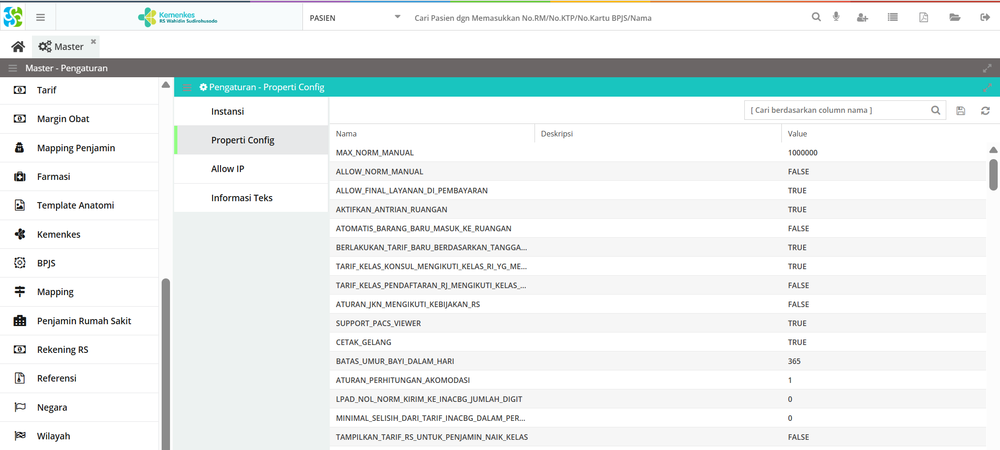 Kemenkes
RS Wahidin Sudirohusodo
PASIEN
Cari Pasien dgn Memasukkan No.RM/No.KTP/No.Kartu BPJS/Nama
Master
Master - Pengaturan
Tarif
Margin Obat
Mapping Penjamin
Farmasi
Template Anatomi
Kemenkes
BPJS
Mapping
Penjamin Rumah Sakit
Rekening RS
Referensi
Negara
Wilayah
Pengaturan - Properti Config
Instansi
Properti Config
Allow IP
Informasi Teks
[ Cari berdasarkan column nama ]
Nama Deskripsi Value
MAX_NORM_MANUAL 1000000
ALLOW_NORM_MANUAL FALSE
ALLOW_FINAL_LAYANAN_DI_PEMBAYARAN TRUE
AKTIFKAN_ANTRIAN_RUANGAN TRUE
ATOMATIS_BARANG_BARU_MASUK_KE_RUANGAN FALSE
BERLAKUKAN_TARIF_BARU_BERDASARKAN_TANGGA... TRUE
TARIF_KELAS_KONSUL_MENGIKUTI_KELAS_RI_YG_ME... TRUE
TARIF_KELAS_PENDAFTARAN_RJ_MENGIKUTI_KELAS_... FALSE
ATURAN_JKN_MENGIKUTI_KEBIJAKAN_RS FALSE
SUPPORT_PACS_VIEWER TRUE
CETAK_GELANG TRUE
BATAS_UMUR_BAYI_DALAM_HARI 365
ATURAN_PERHITUNGAN_AKOMODASI 1
LPAD_NOL_NORM_KIRIM_KE_INACBG_JUMLAH_DIGIT 0
MINIMAL_SELISIH_DARI_TARIF_INACBG_DALAM_PER... 0
TAMPILKAN_TARIF_RS_UNTUK_PENJAMIN_NAIK_KELAS FALSE